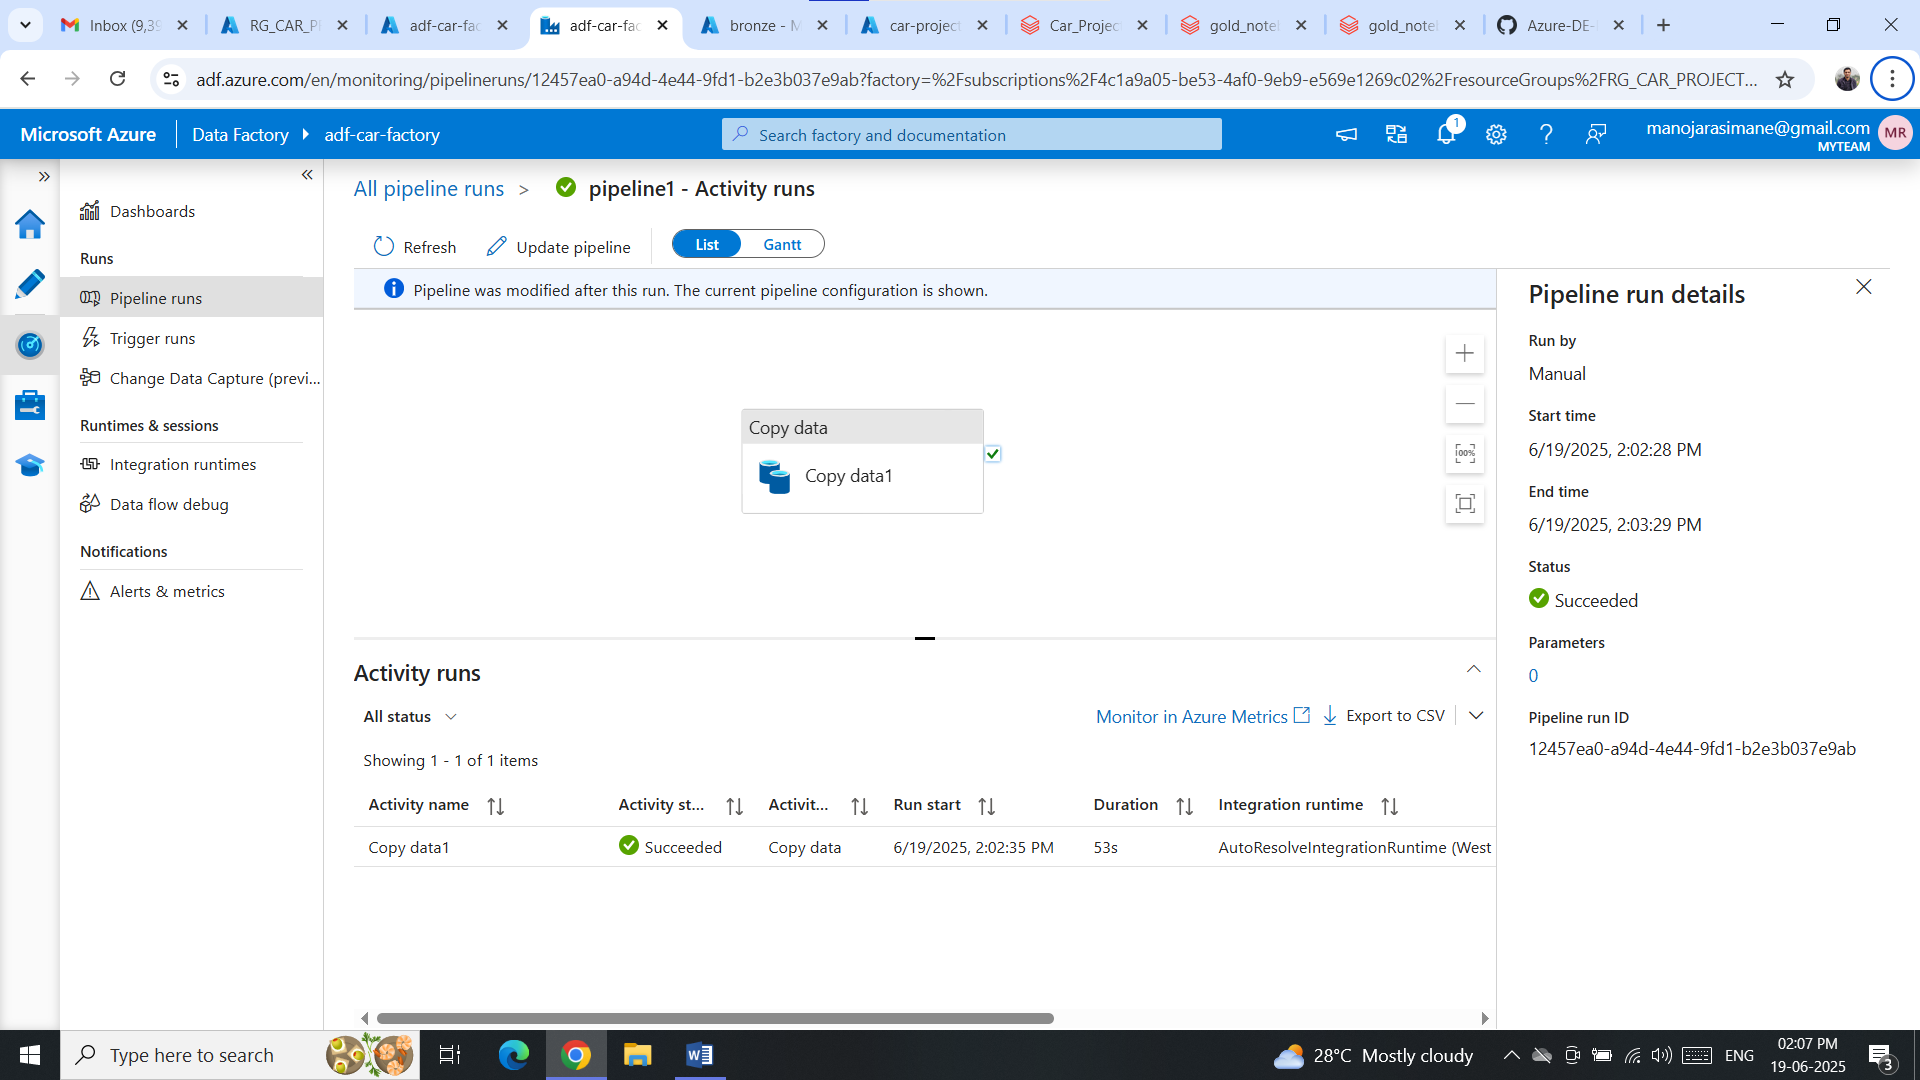 Inbox (9,39
RG_CAR_P
adf-car-fac
adf-car-fac
bronze - M
car-project
Car_Project
gold_note
gold_note
Azure-DE-
adf.azure.com/en/monitoring/pipelineruns/12457ea0-a94d-4e44-9fd1-b2e3b037e9ab?factory=%2Fsubscriptions%2F4c1a9a05-be53-4af0-9eb9-e569e1269c02%2FresourceGroups%2FRG_CAR_PROJECT...
Microsoft Azure
Data Factory
adf-car-factory
Search factory and documentation
1
manojarasimane@gmail.com
MYTEAM
MR
Dashboards
Runs
Pipeline runs
Trigger runs
Change Data Capture (previ...
Runtimes & sessions
Integration runtimes
Data flow debug
Notifications
Alerts & metrics
All pipeline runs > pipeline1 - Activity runs
Refresh
Update pipeline
List
Gantt
Pipeline was modified after this run. The current pipeline configuration is shown.
Copy data
Copy data1
100%
Activity runs
All status
Monitor in Azure Metrics
Export to CSV
Showing 1 - 1 of 1 items
Activity name Activity st... Activit... Run start Duration Integration runtime
Copy data1 Succeeded Copy data 6/19/2025, 2:02:35 PM 53s AutoResolveIntegrationRuntime (West
Pipeline run details
Run by
Manual
Start time
6/19/2025, 2:02:28 PM
End time
6/19/2025, 2:03:29 PM
Status
Succeeded
Parameters
0
Pipeline run ID
12457ea0-a94d-4e44-9fd1-b2e3b037e9ab
Type here to search
28°C Mostly cloudy
ENG
02:07 PM
19-06-2025
3